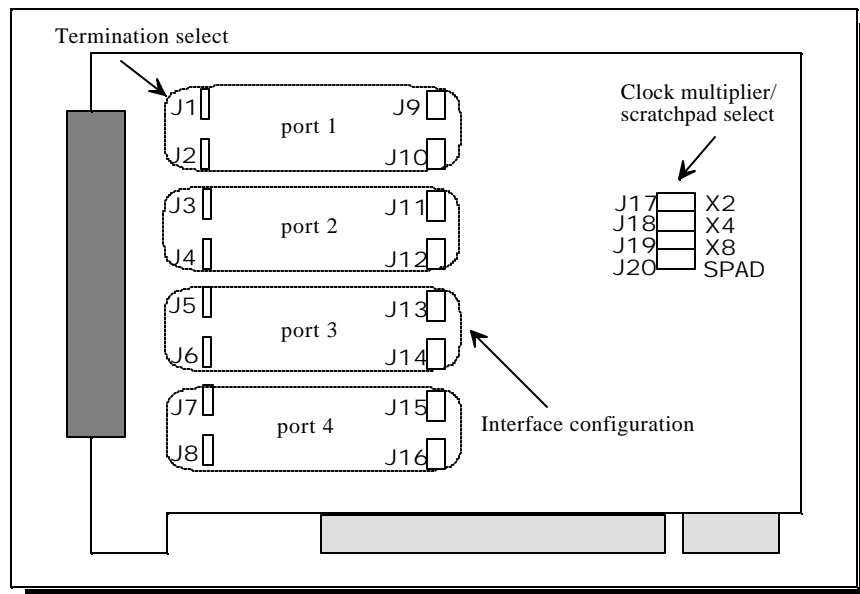 Termination select
J1
port 1
J9
J2
J10
J3
port 2
J11
J4
J12
J5
port 3
J13
J6
J14
J7
port 4
J15
J8
J16
Clock multiplier/
scratchpad select
J17 X2
J18 X4
J19 X8
J20 SPAD
Interface configuration